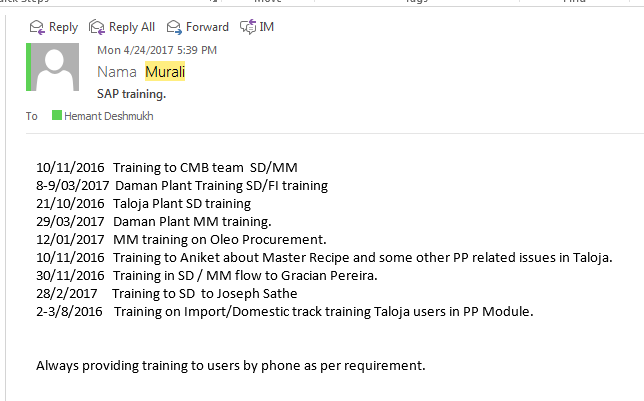 Reply Reply All Forward IM
Mon 4/24/2017 5:39 PM
Nama Murali
SAP training.
To Hemant Deshmukh
10/11/2016 Training to CMB team SD/MM
8-9/03/2017 Daman Plant Training SD/FI training
21/10/2016 Taloja Plant SD training
29/03/2017 Daman Plant MM training.
12/01/2017 MM training on Oleo Procurement.
10/11/2016 Training to Aniket about Master Recipe and some other PP related issues in Taloja.
30/11/2016 Training in SD / MM flow to Gracian Pereira.
28/2/2017 Training to SD to Joseph Sathe
2-3/8/2016 Training on Import/Domestic track training Taloja users in PP Module.
Always providing training to users by phone as per requirement.